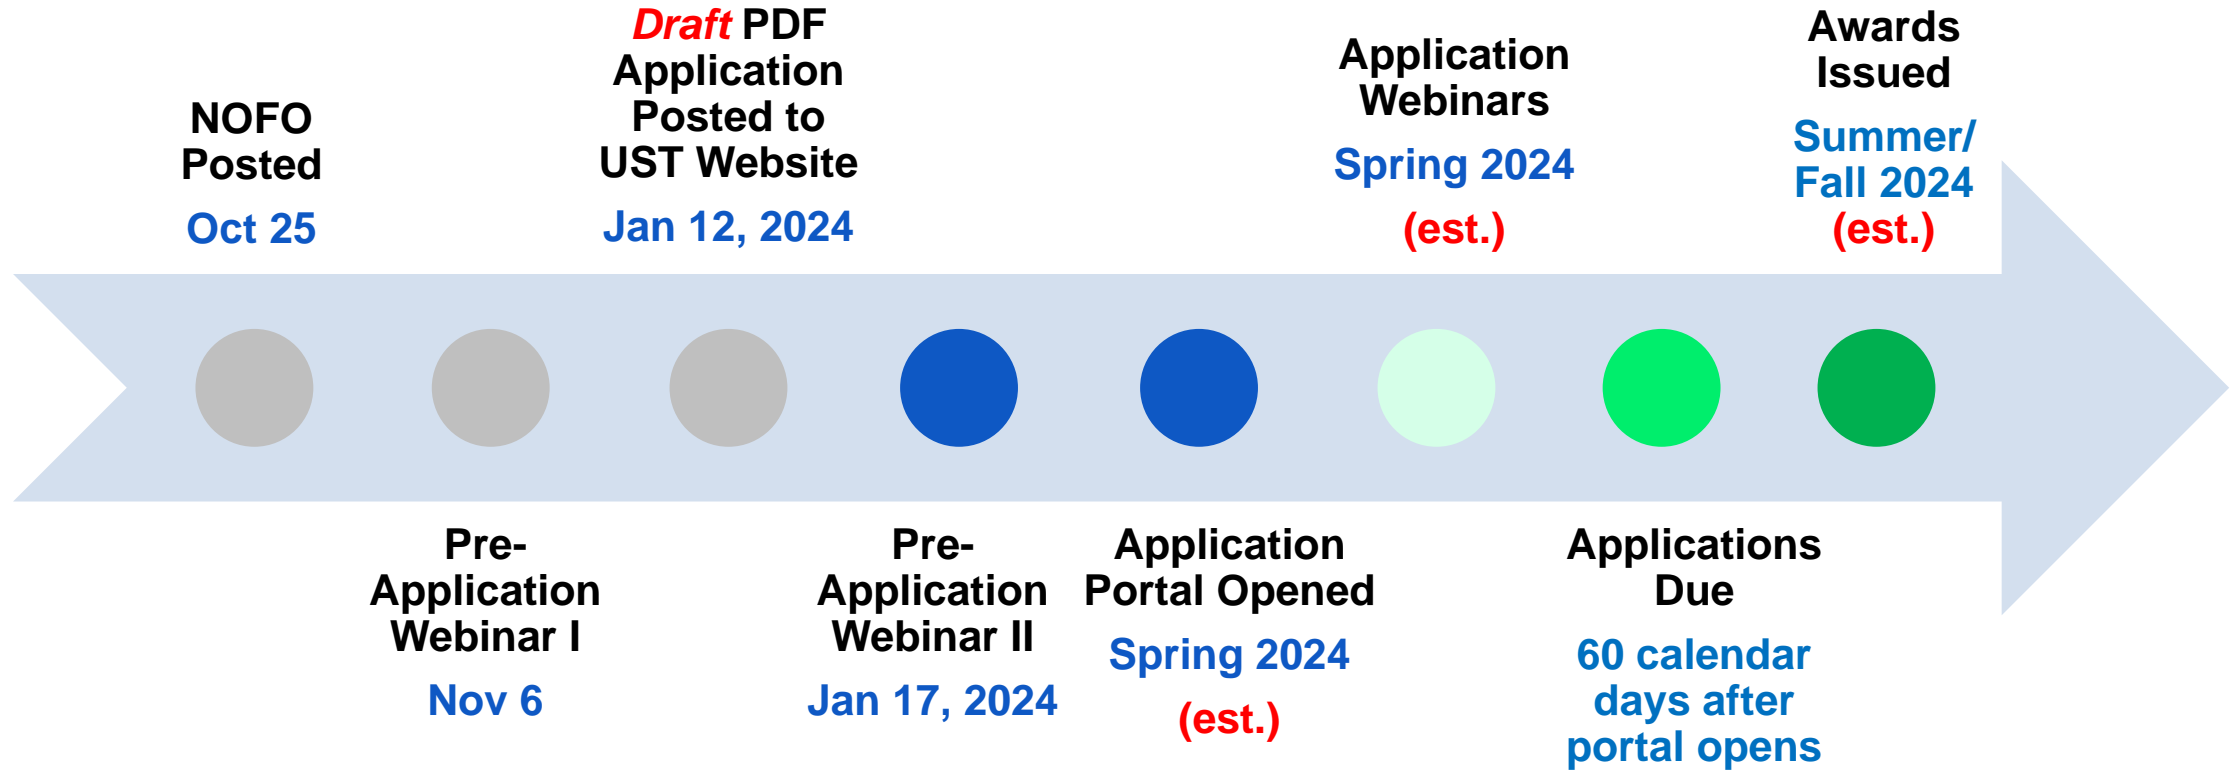 NOFO
Posted
Oct 25
Pre-
Application
Webinar I
Nov 6
Draft PDF
Application
Posted to
UST Website
Jan 12, 2024
Pre-
Application
Webinar II
Jan 17, 2024
Application
Portal Opened
Spring 2024
(est.)
Application
Webinars
Spring 2024
(est.)
Applications
Due
60 calendar
days after
portal opens
Awards
Issued
Summer/
Fall 2024
(est.)